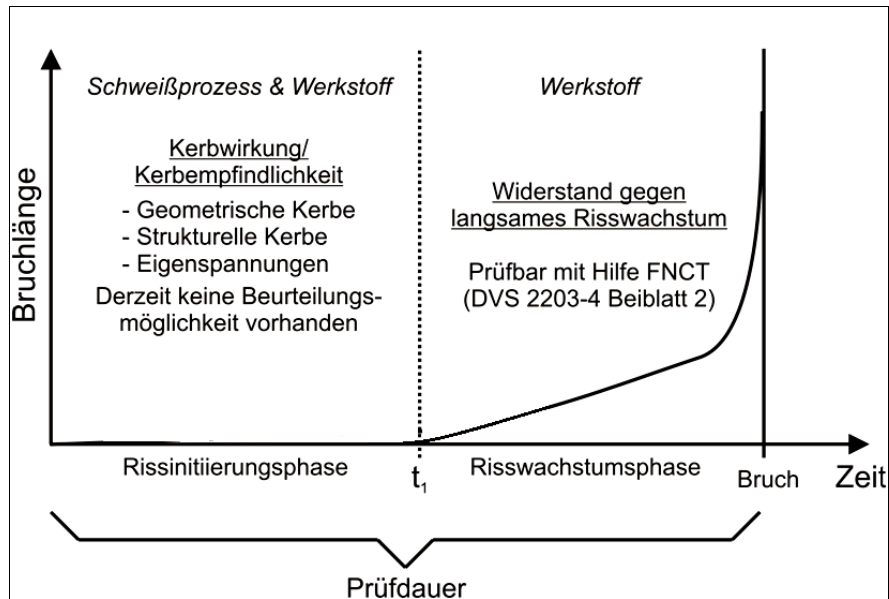 Schweißprozess & Werkstoff
Kerbwirkung/
Kerbempfindlichkeit
- Geometrische Kerbe
- Strukturelle Kerbe
- Eigenspannungen
Derzeit keine Beurteilungs-
möglichkeit vorhanden
Werkstoff
Widerstand gegen
langsames Risswachstum
Prüfbar mit Hilfe FNCT
(DVS 2203-4 Beiblatt 2)
Bruchlänge
Rissinitiierungsphase
t₁
Risswachstumsphase
Bruch
Zeit
Prüfdauer